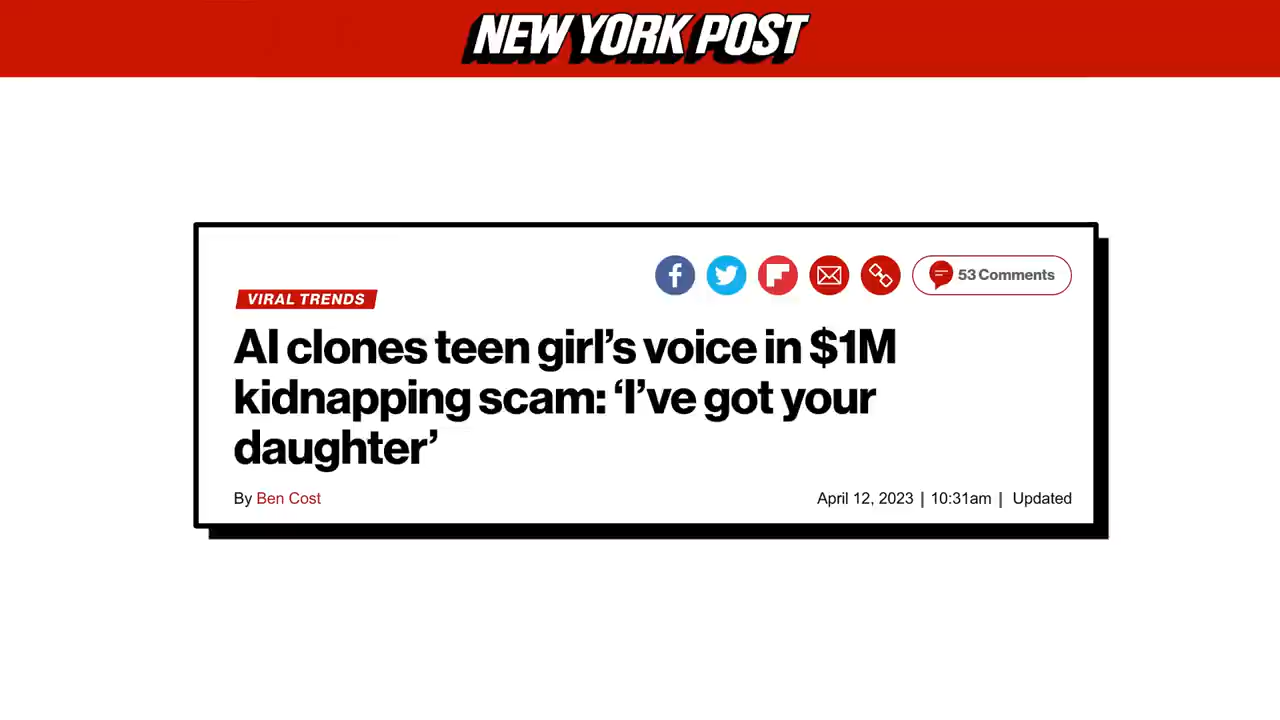 NEW YORK POST
53 Comments
VIRAL TRENDS
AI clones teen girl’s voice in $1M
kidnapping scam: ‘I’ve got your
daughter’
By Ben Cost
April 12, 2023 | 10:31am | Updated